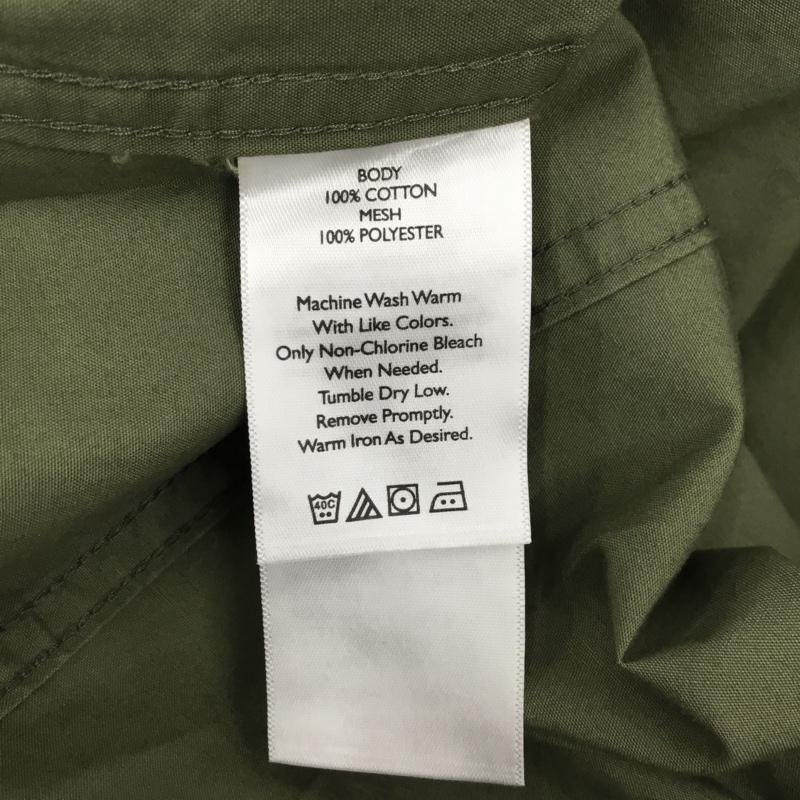 BODY
100% COTTON
MESH
100% POLYESTER
Machine Wash Warm
With Like Colors.
Only Non-Chlorine Bleach
When Needed.
Tumble Dry Low.
Remove Promptly.
Warm Iron As Desired.
40C